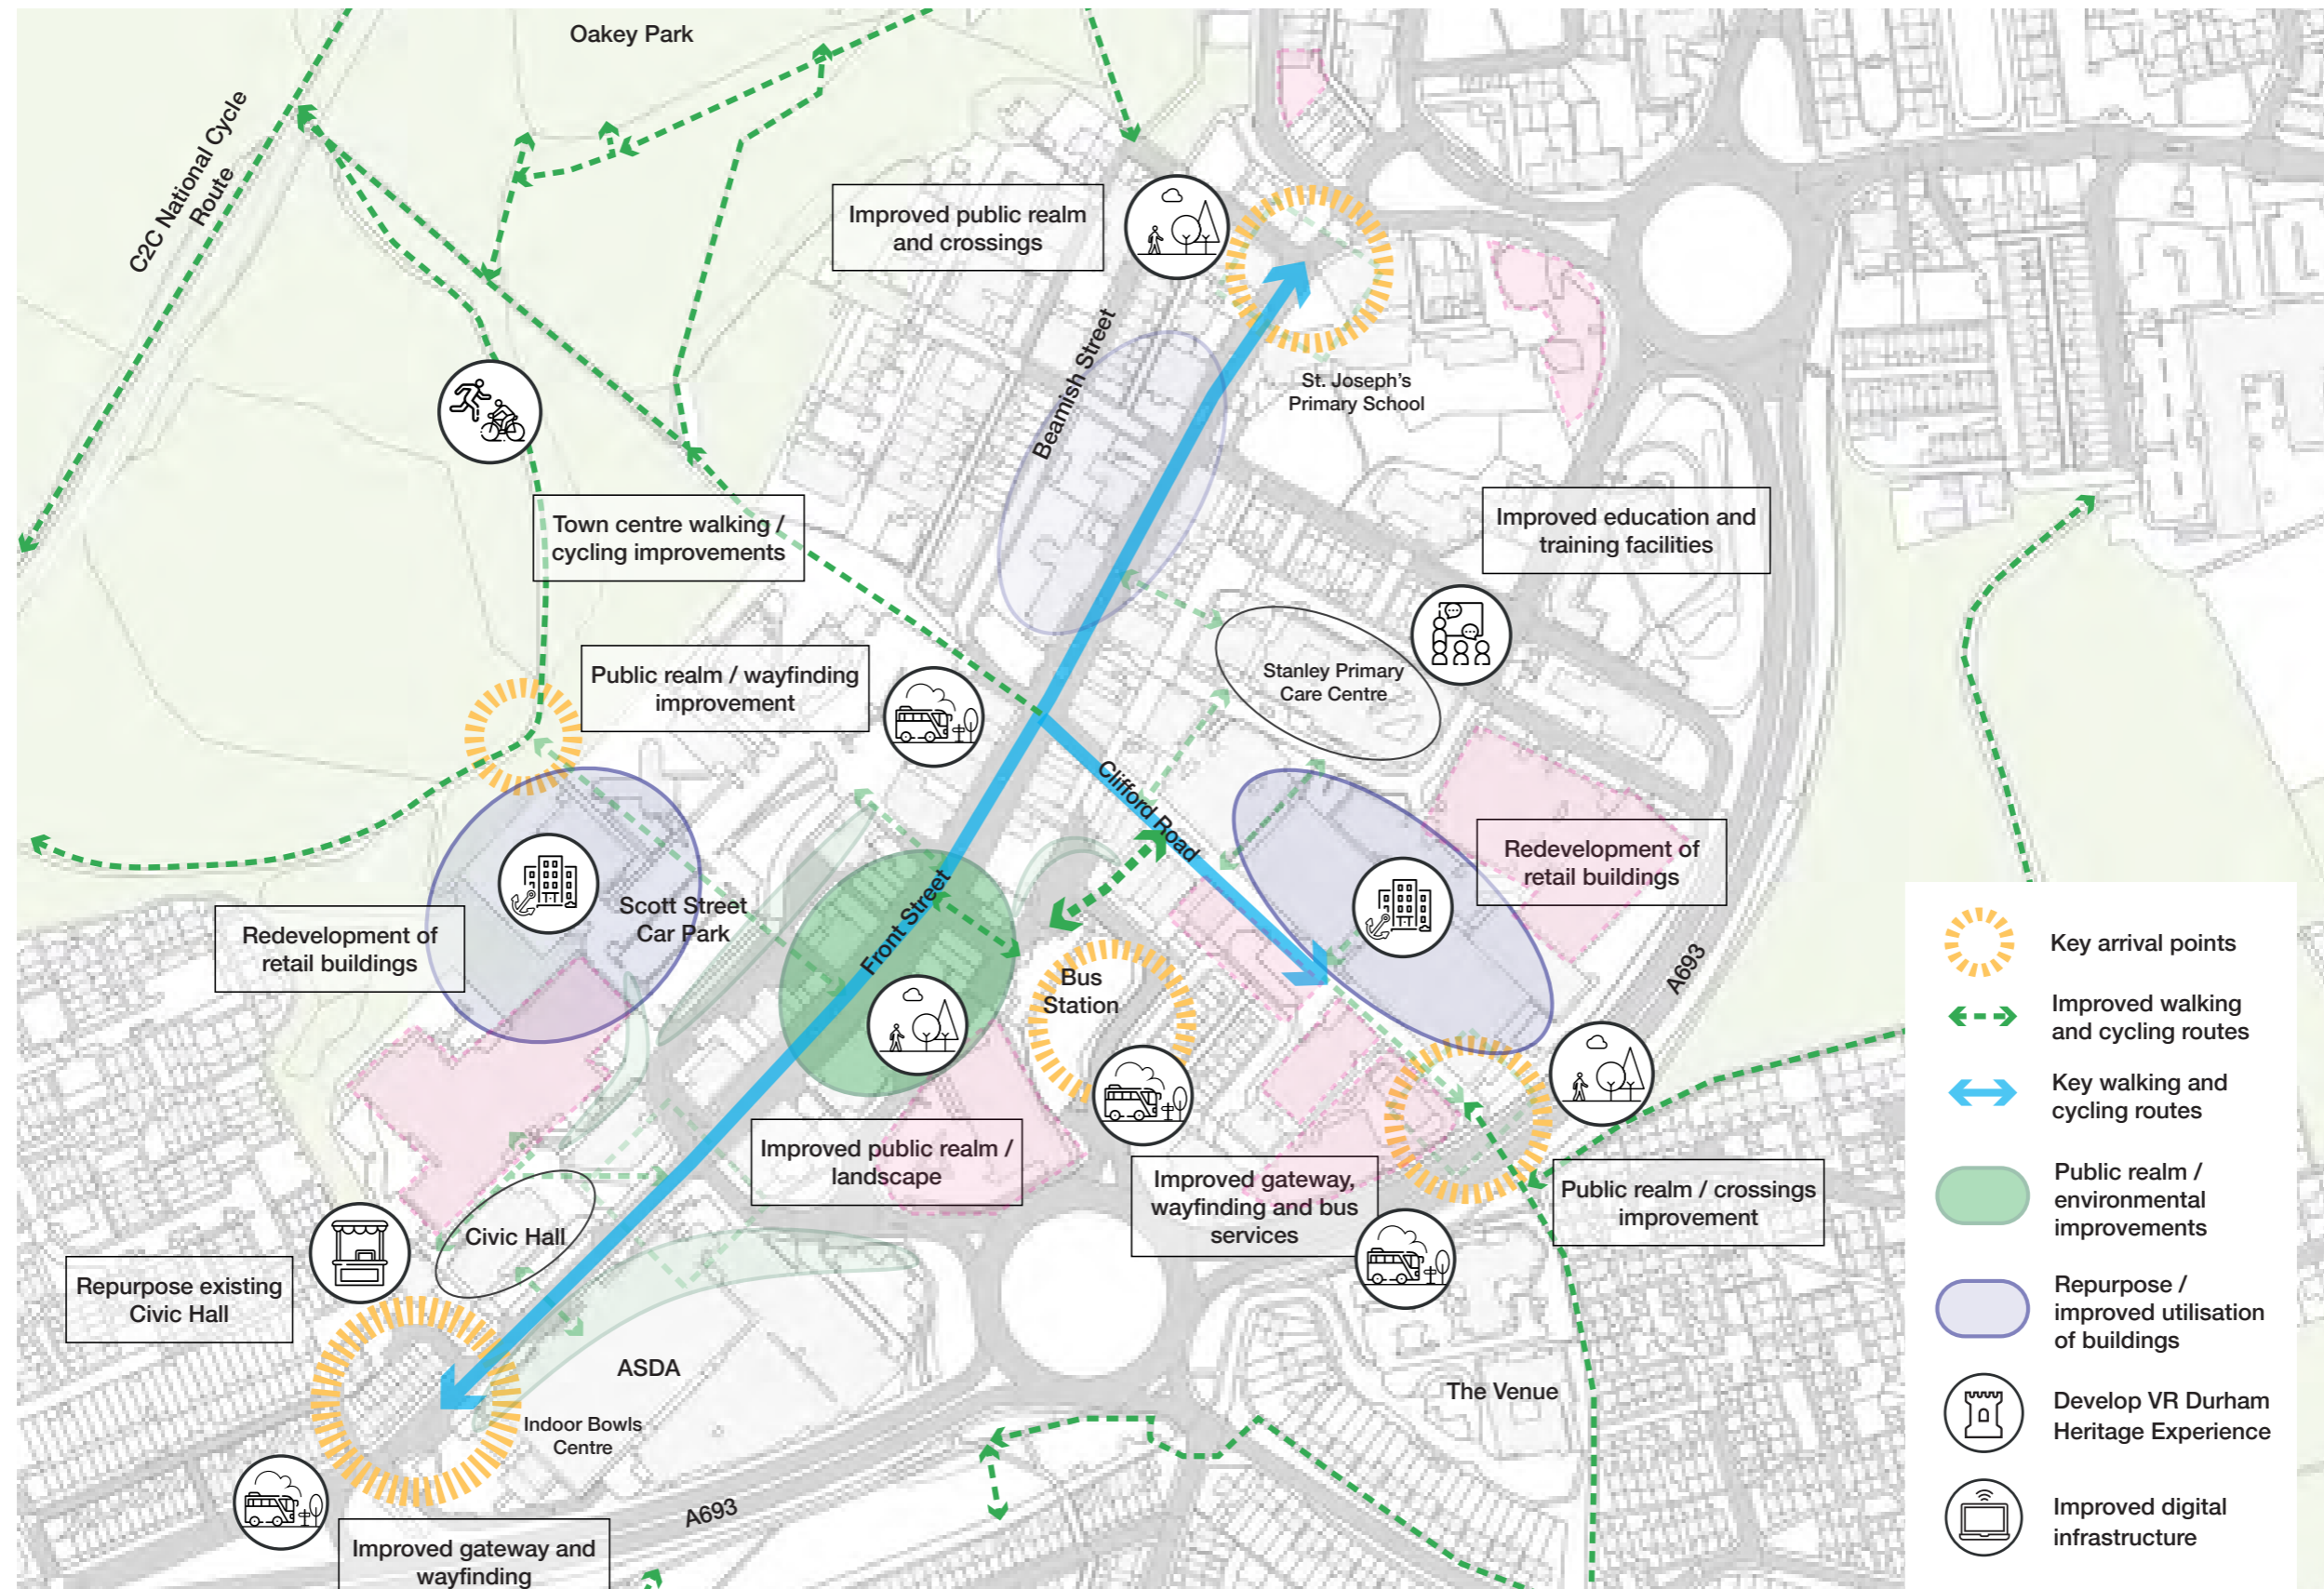 Oakey Park
C2C National Cycle
Route
Improved public realm
and crossings
Beamish Street
St. Joseph's
Primary School
Town centre walking /
cycling improvements
Improved education and
training facilities
Public realm / wayfinding
improvement
Stanley Primary
Care Centre
Clifford Road
Redevelopment of
retail buildings
Scott Street
Car Park
Front Street
Redevelopment of
retail buildings
Bus
Station
A693
Improved public realm /
landscape
Improved gateway,
wayfinding and bus
services
Public realm / crossings
improvement
Civic Hall
Repurpose existing
Civic Hall
ASDA
Indoor Bowls
Centre
The Venue
A693
Improved gateway and
wayfinding
Key arrival points
Improved walking
and cycling routes
Key walking and
cycling routes
Public realm /
environmental
improvements
Repurpose /
improved utilisation
of buildings
Develop VR Durham
Heritage Experience
Improved digital
infrastructure